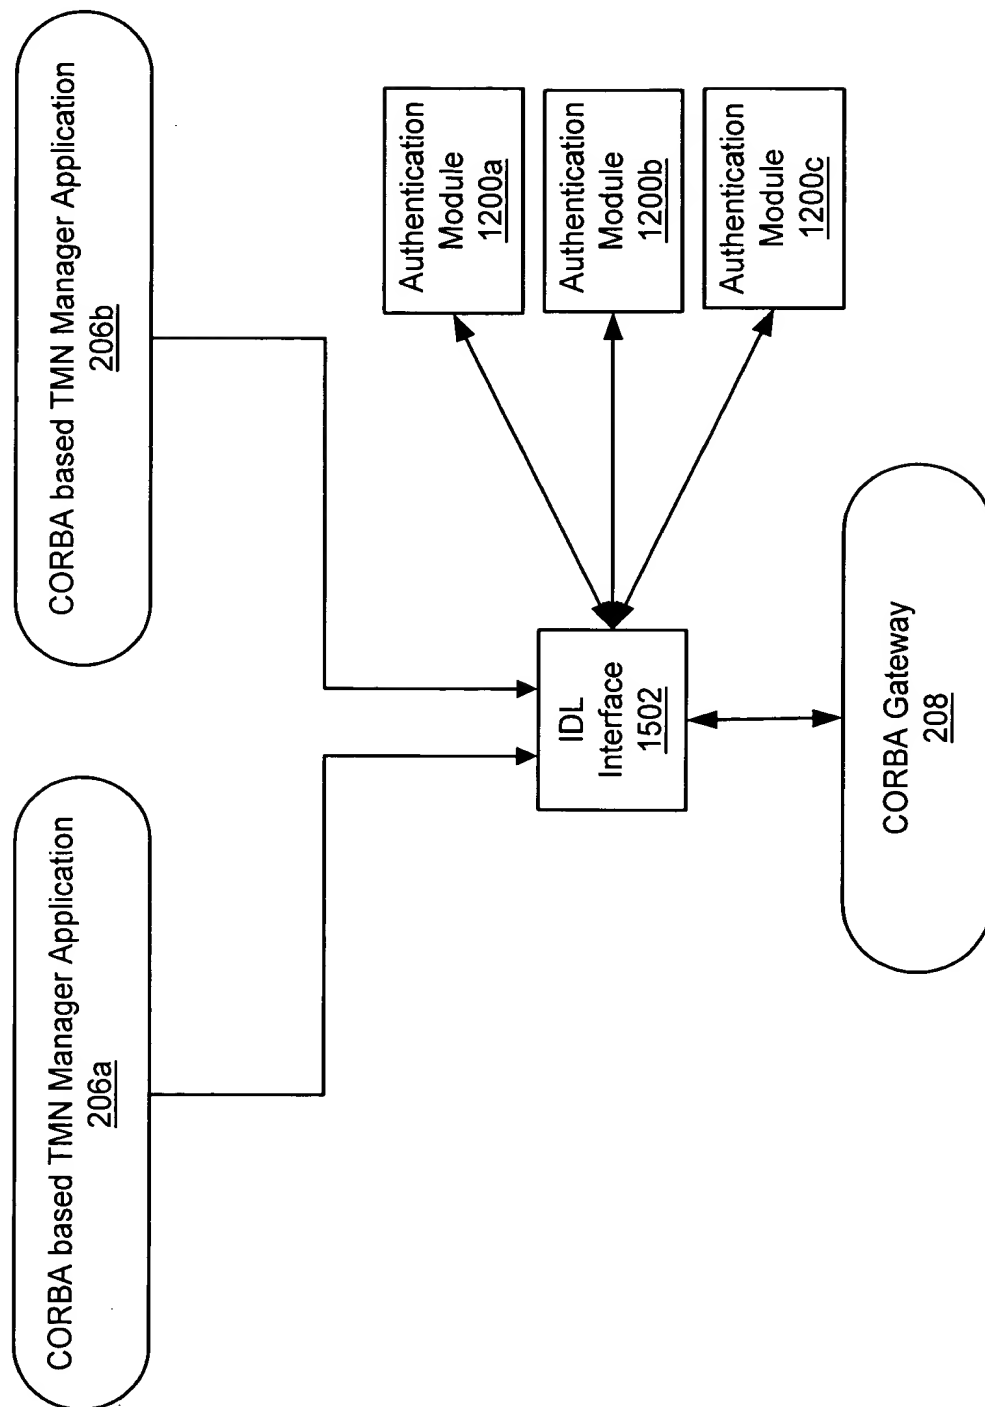 CORBA based TMN Manager Application
206a
CORBA based TMN Manager Application
206b
IDL
Interface
1502
Authentication
Module
1200a
Authentication
Module
1200b
Authentication
Module
1200c
CORBA Gateway
208